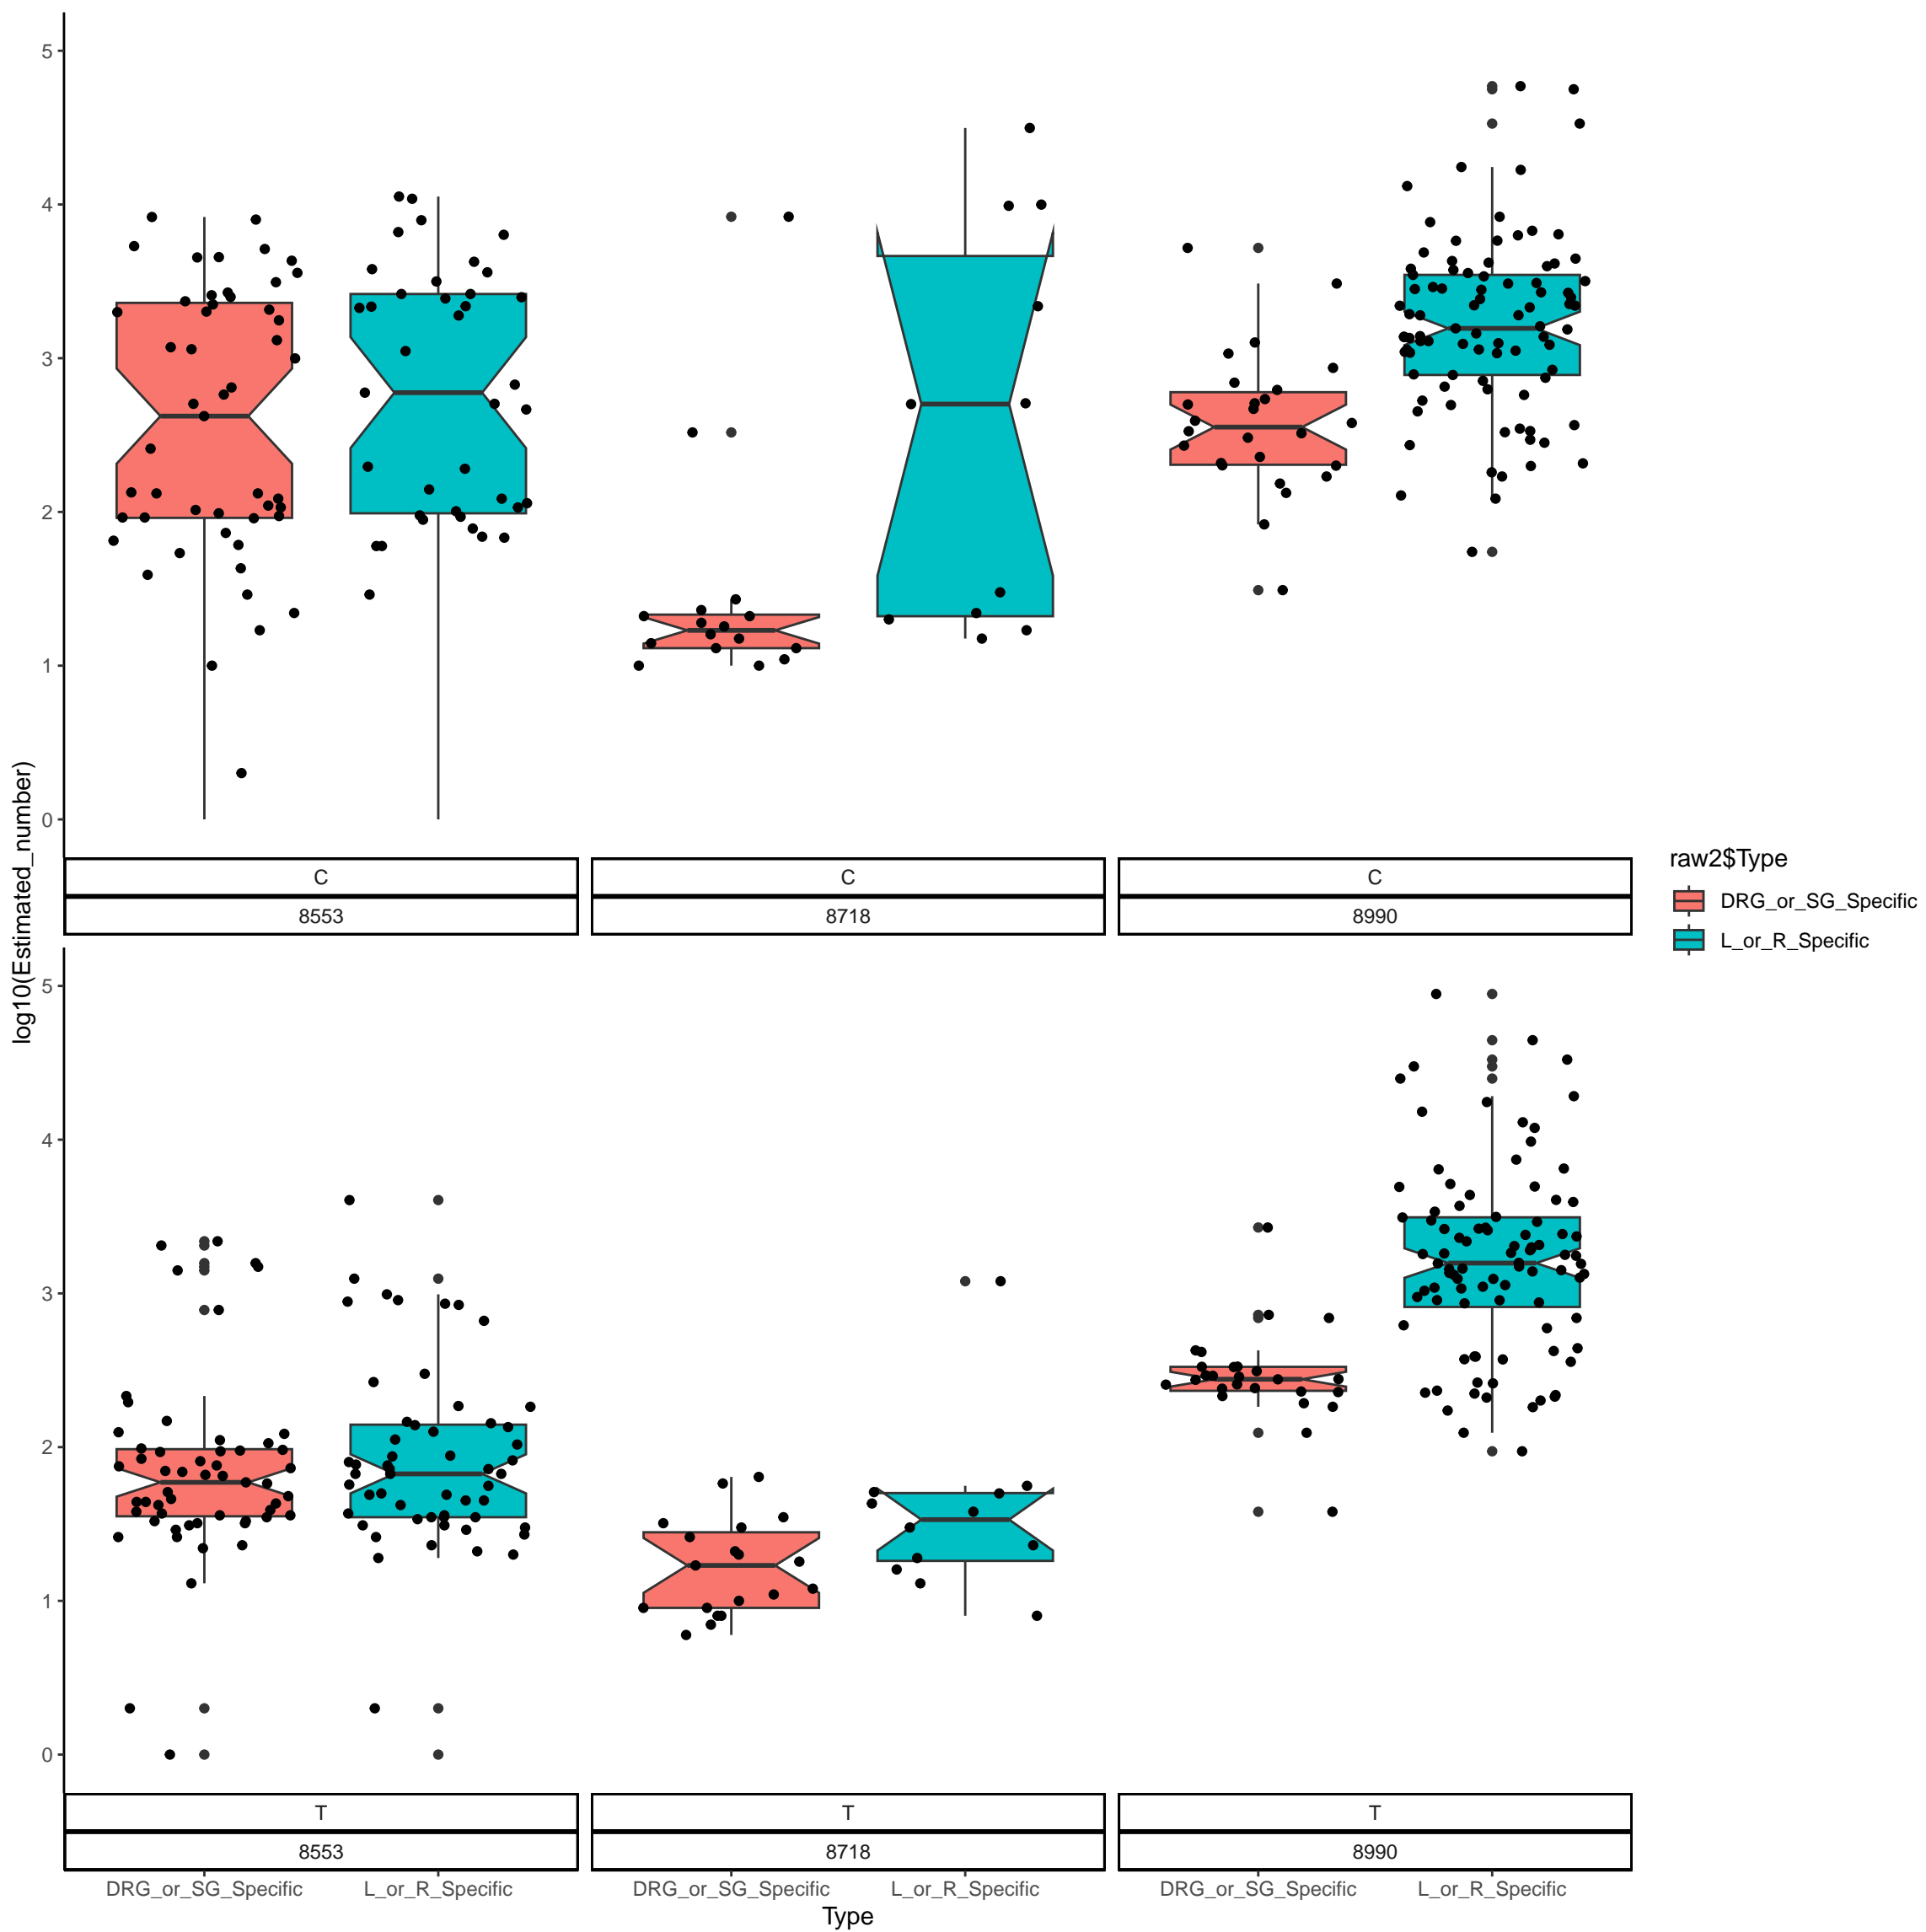 log10(Estimated_number)
5
4
3
2
1
0
C
C
C
8553
8718
8990
5
4
3
2
1
0
T
T
T
8553
8718
8990
DRG_or_SG_Specific
L_or_R_Specific
DRG_or_SG_Specific
L_or_R_Specific
DRG_or_SG_Specific
L_or_R_Specific
Type
raw2$Type
DRG_or_SG_Specific
L_or_R_Specific